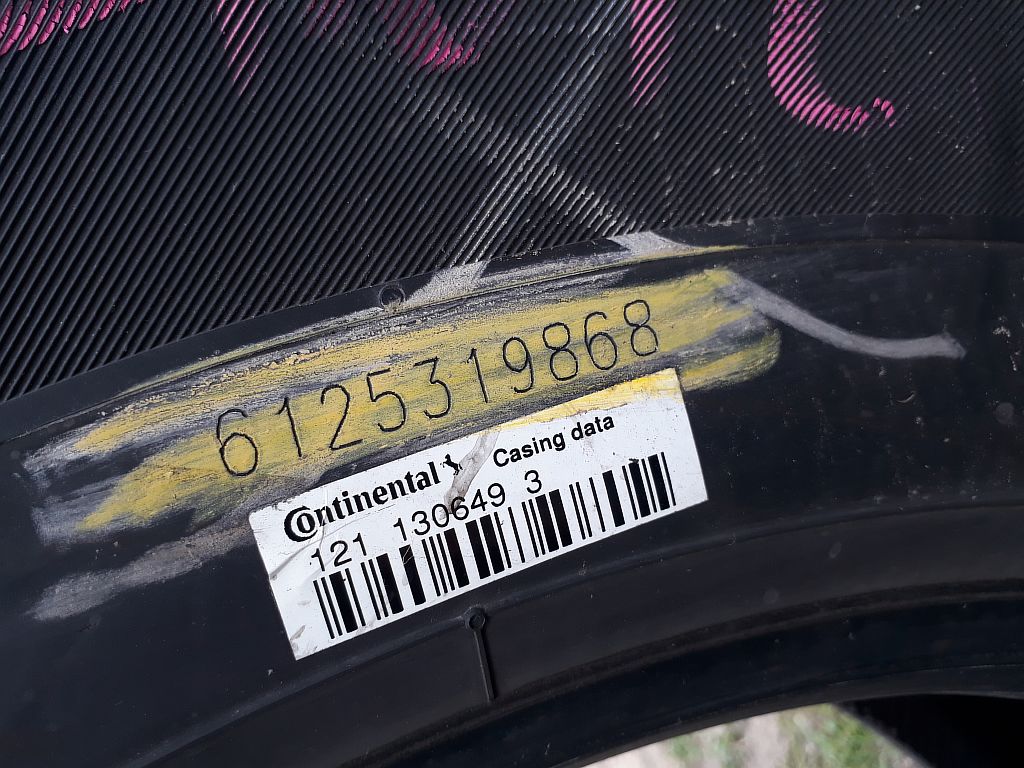 6125319868
Continental Casing data
121 130649 3